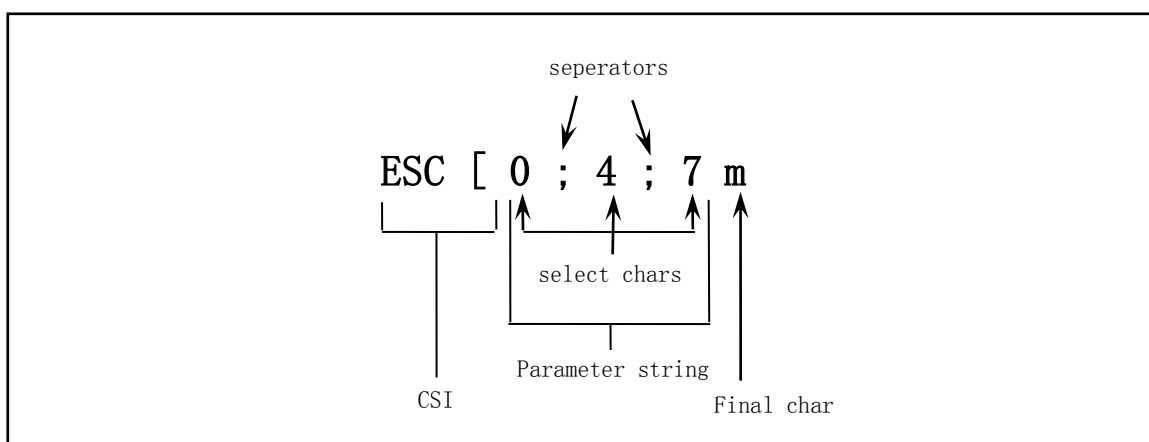 seperators
ESC [ 0 ; 4 ; 7 m
select chars
Parameter string
CSI
Final char